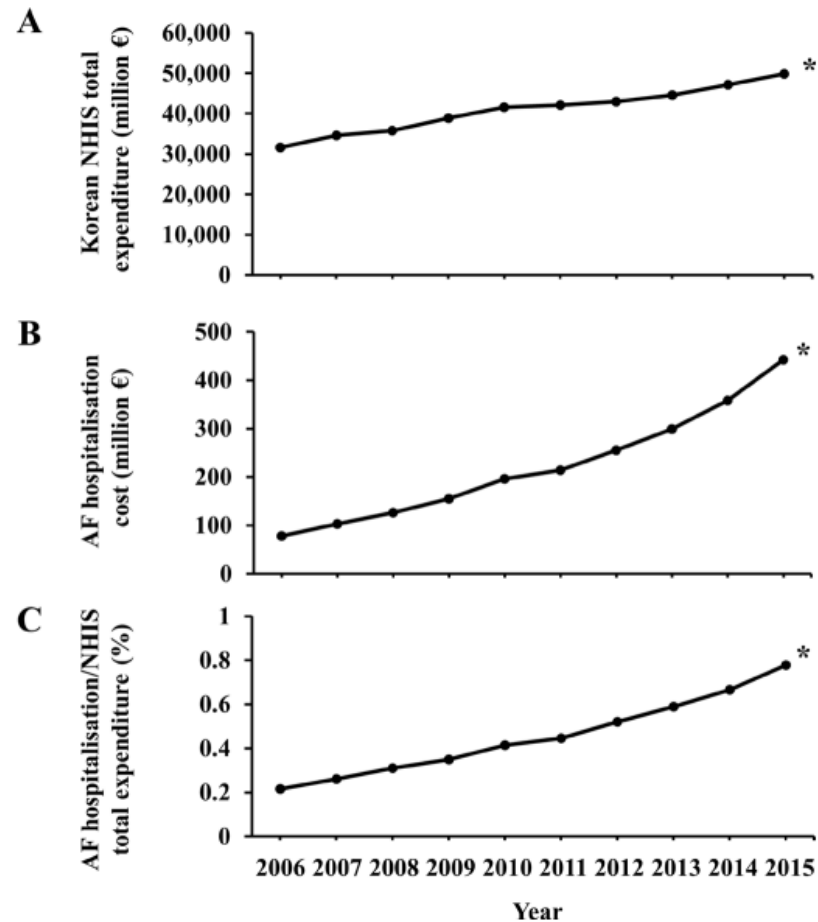 A
Korean NHIS total
expenditure (million €)
60,000
50,000
40,000
30,000
20,000
10,000
0
*
B
AF hospitalisation
cost (million €)
500
400
300
200
100
0
*
C
AF hospitalisation/NHIS
total expenditure (%)
1
0.8
0.6
0.4
0.2
0
*
2006 2007 2008 2009 2010 2011 2012 2013 2014 2015
Year